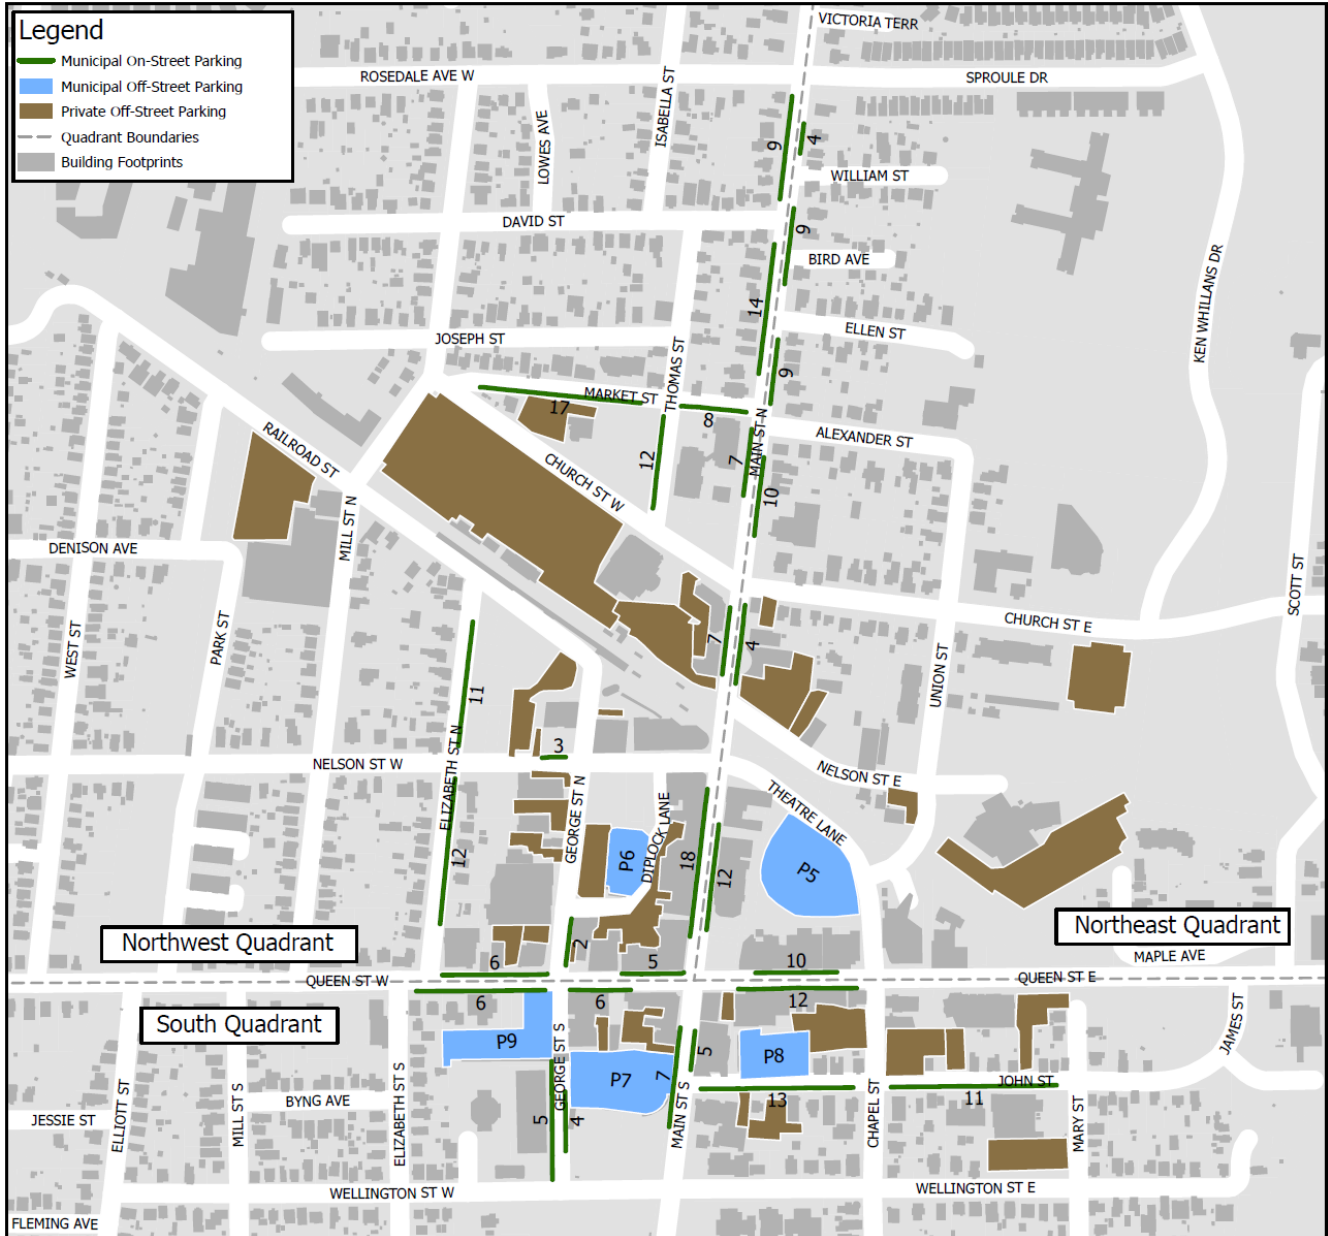 Legend
Municipal On-Street Parking
Municipal Off-Street Parking
Private Off-Street Parking
Quadrant Boundaries
Building Footprints
VICTORIA TERR
ROSEDALE AVE W
SPROULE DR
ISABELLA ST
LOWES AVE
9
4
WILLIAM ST
DAVID ST
9
BIRD AVE
KEN WHILLANS DR
14
ELLEN ST
JOSEPH ST
THOMAS ST
9
MARKET ST
17
8
MAIN ST N
ALEXANDER ST
RAILROAD ST
CHURCH ST W
12
7
10
MILL ST N
DENISON AVE
SCOTT ST
WEST ST
PARK ST
CHURCH ST E
7
4
UNION ST
11
3
NELSON ST W
ELIZABETH ST N
GEORGE ST N
NELSON ST E
THEATRE LANE
DIPLOCK LANE
12
P6
18
12
P5
Northwest Quadrant
Northeast Quadrant
2
6
5
10
MAPLE AVE
QUEEN ST W
QUEEN ST E
6
6
12
South Quadrant
JAMES ST
P9
GEORGE ST S
5
P8
P7
7
JOHN ST
13
11
BYNG AVE
JESSIE ST
ELLIOTT ST
MILL ST S
ELIZABETH ST S
5
4
MAIN ST S
CHAPEL ST
MARY ST
WELLINGTON ST W
WELLINGTON ST E
FLEMING AVE